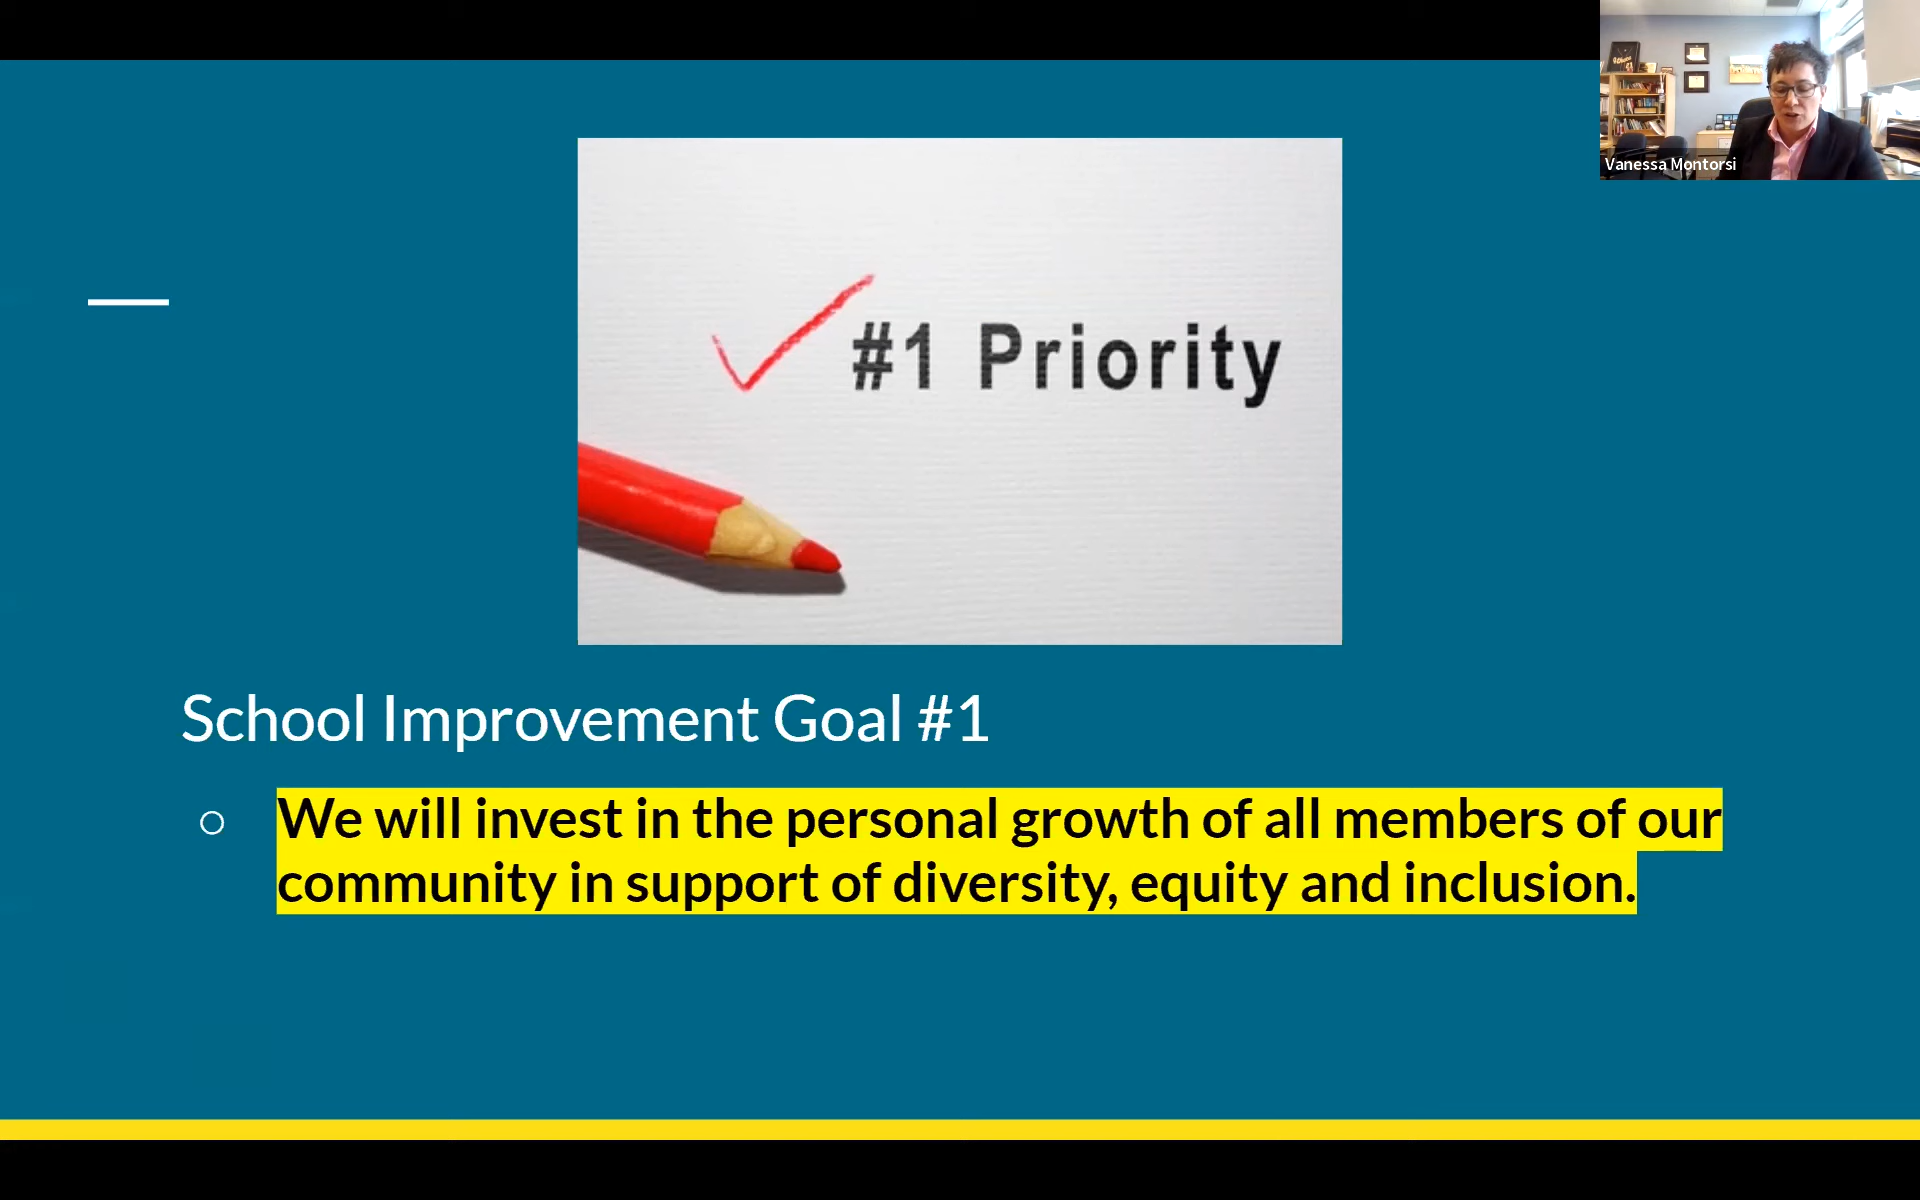 Vanessa Montorsi
#1 Priority
School Improvement Goal #1
We will invest in the personal growth of all members of our
community in support of diversity, equity and inclusion.